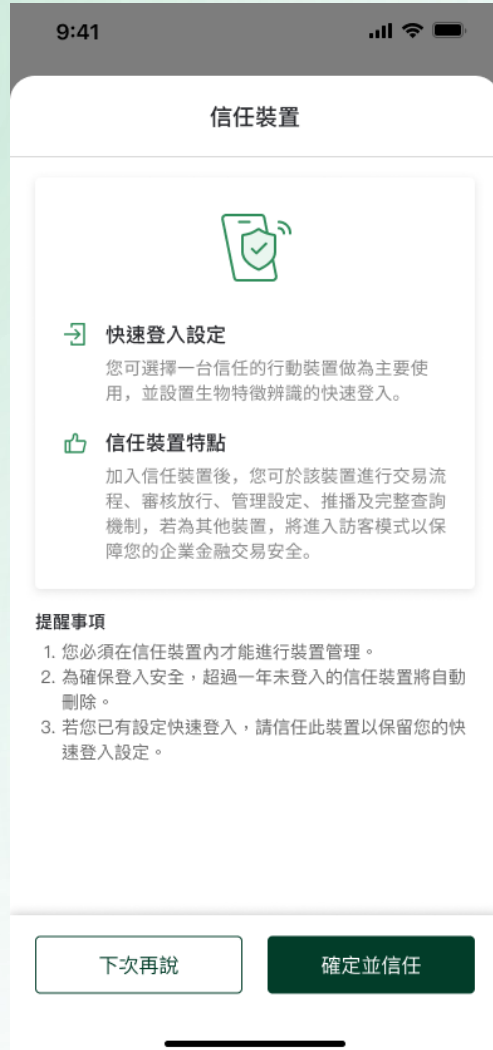 9:41
信任裝置
快速登入設定
您可選擇一台信任的行動裝置做為主要使
用，並設置生物特徵辨識的快速登入。
信任裝置特點
加入信任裝置後，您可於該裝置進行交易流
程、審核放行、管理設定、推播及完整查詢
機制，若為其他裝置，將進入訪客模式以保
障您的企業金融交易安全。
提醒事項
1. 您必須在信任裝置內才能進行裝置管理。
2. 為確保登入安全，超過一年未登入的信任裝置將自動
刪除。
3. 若您已有設定快速登入，請信任此裝置以保留您的快
速登入設定。
下次再說
確定並信任